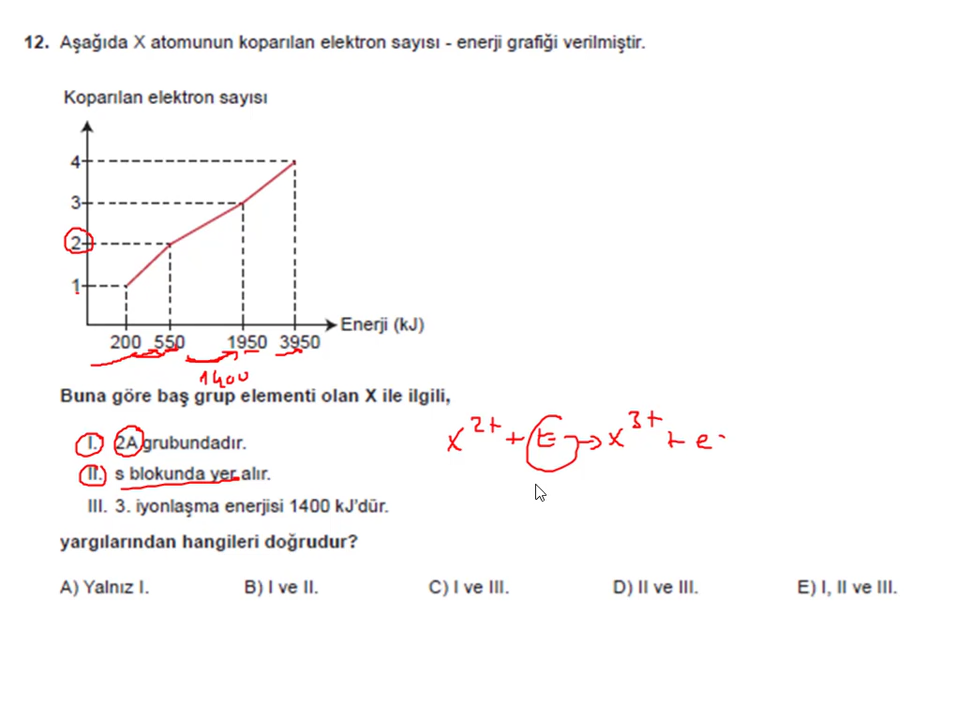 12. Aşağıda X atomunun koparılan elektron sayısı - enerji grafiği verilmiştir.
Koparılan elektron sayısı
4
3
2
1
Enerji (kJ)
200 550 1950 3950
1400
Buna göre baş grup elementi olan X ile ilgili,
I. 2A grubundadır.
II. s blokunda yer alır.
III. 3. iyonlaşma enerjisi 1400 kJ'dür.
x²⁺ + E → x³⁺ + e⁻
yargılarından hangileri doğrudur?
A) Yalnız I. B) I ve II. C) I ve III. D) II ve III. E) I, II ve III.